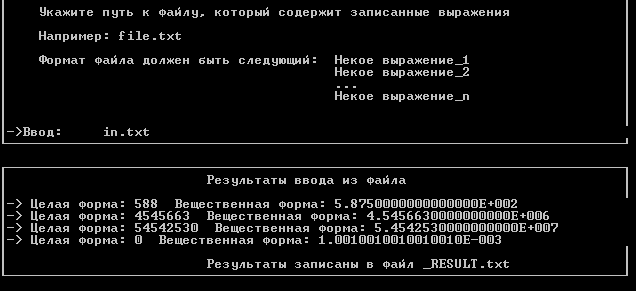 Укажите путь к файлу, который содержит записанные выражения
Например: file.txt
Формат файла должен быть следующий: Некое выражение_1
Некое выражение_2
...
Некое выражение_n
->Ввод: in.txt
Результаты ввода из файла
-> Целая форма: 588 Вещественная форма: 5.8750000000000000E+002
-> Целая форма: 4545663 Вещественная форма: 4.5456630000000000E+006
-> Целая форма: 54542530 Вещественная форма: 5.4542530000000000E+007
-> Целая форма: 0 Вещественная форма: 1.0010010010010010E-003
Результаты записаны в файл _RESULT.txt